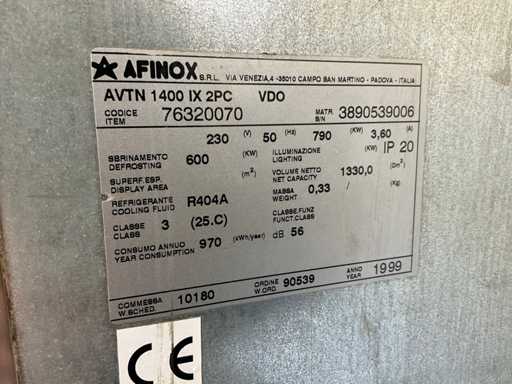 AFINOX S.R.L. VIA VENEZIA,4 -35010 CAMPO SAN MARTINO - PADOVA - ITALIA
AVTN 1400 IX 2PC VDO
CODICE ITEM 76320070 MATR. S/N 3890539006
230 (V) 50 (Hz) 790 (KW) 3,60 (A)
SBRINAMENTO DEFROSTING 600 (KW) ILLUMINAZIONE LIGHTING (KW) IP 20
SUPERF.ESP. DISPLAY AREA (m²) VOLUME NETTO NET CAPACITY 1330,0 (Dm³)
REFRIGERANTE COOLING FLUID R404A MASSA WEIGHT 0,33 / (Kg)
CLASSE CLASS 3 (25.C) CLASSE.FUNZ FUNCT.CLASS
CONSUMO ANNUO YEAR CONSUMPTION 970 (kWh/year) dB 56
COMMESSA W.SCHED. 10180 ORDINE W.ORD 90539 ANNO YEAR 1999
CE